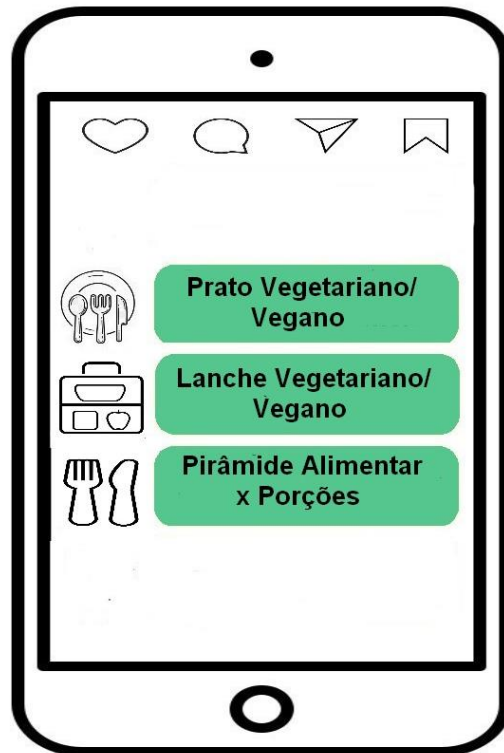 Prato Vegetariano/
Vegano
Lanche Vegetariano/
Vegano
Pirâmide Alimentar
x Porções